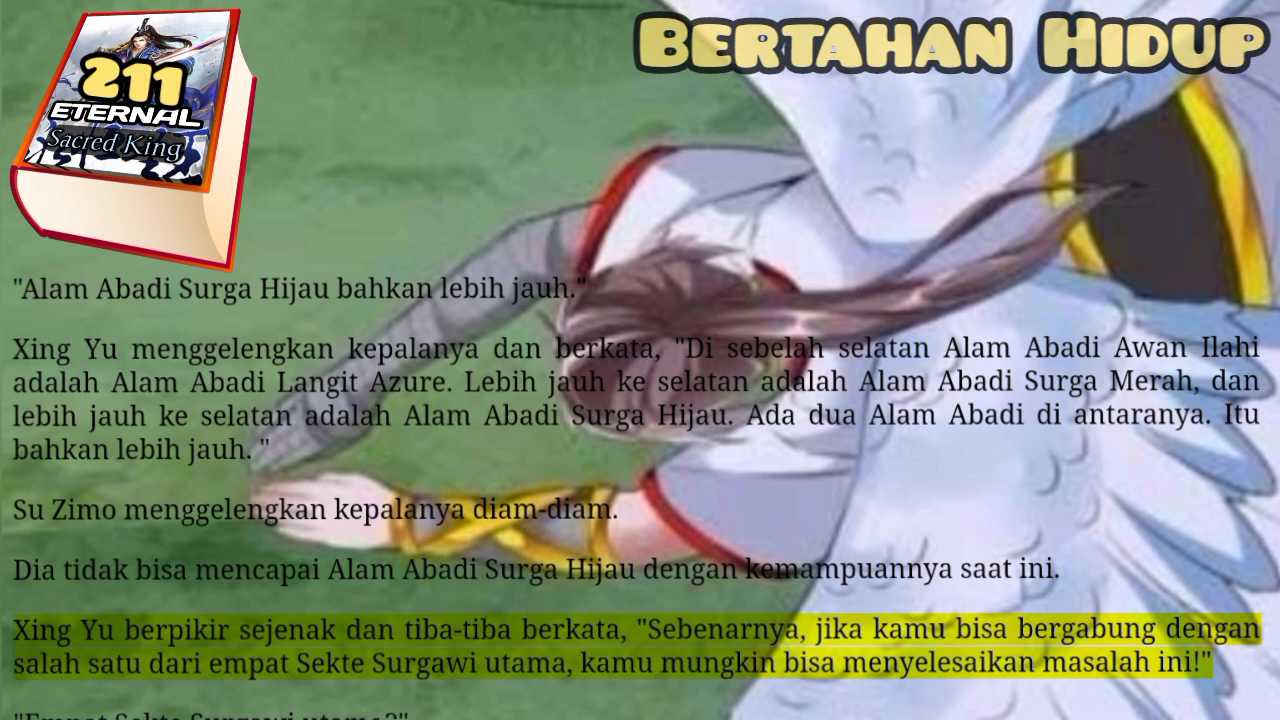 BERTAHAN HIDUP
211
ETERNAL
Sacred King
"Alam Abadi Surga Hijau bahkan lebih jauh."
Xing Yu menggelengkan kepalanya dan berkata, "Di sebelah selatan Alam Abadi Awan Ilahi
adalah Alam Abadi Langit Azure. Lebih jauh ke selatan adalah Alam Abadi Surga Merah, dan
lebih jauh ke selatan adalah Alam Abadi Surga Hijau. Ada dua Alam Abadi di antaranya. Itu
bahkan lebih jauh. "
Su Zimo menggelengkan kepalanya diam-diam.
Dia tidak bisa mencapai Alam Abadi Surga Hijau dengan kemampuannya saat ini.
Xing Yu berpikir sejenak dan tiba-tiba berkata, "Sebenarnya, jika kamu bisa bergabung dengan
salah satu dari empat Sekte Surgawi utama, kamu mungkin bisa menyelesaikan masalah ini!"
"Empat Sekte Surgawi utama?"